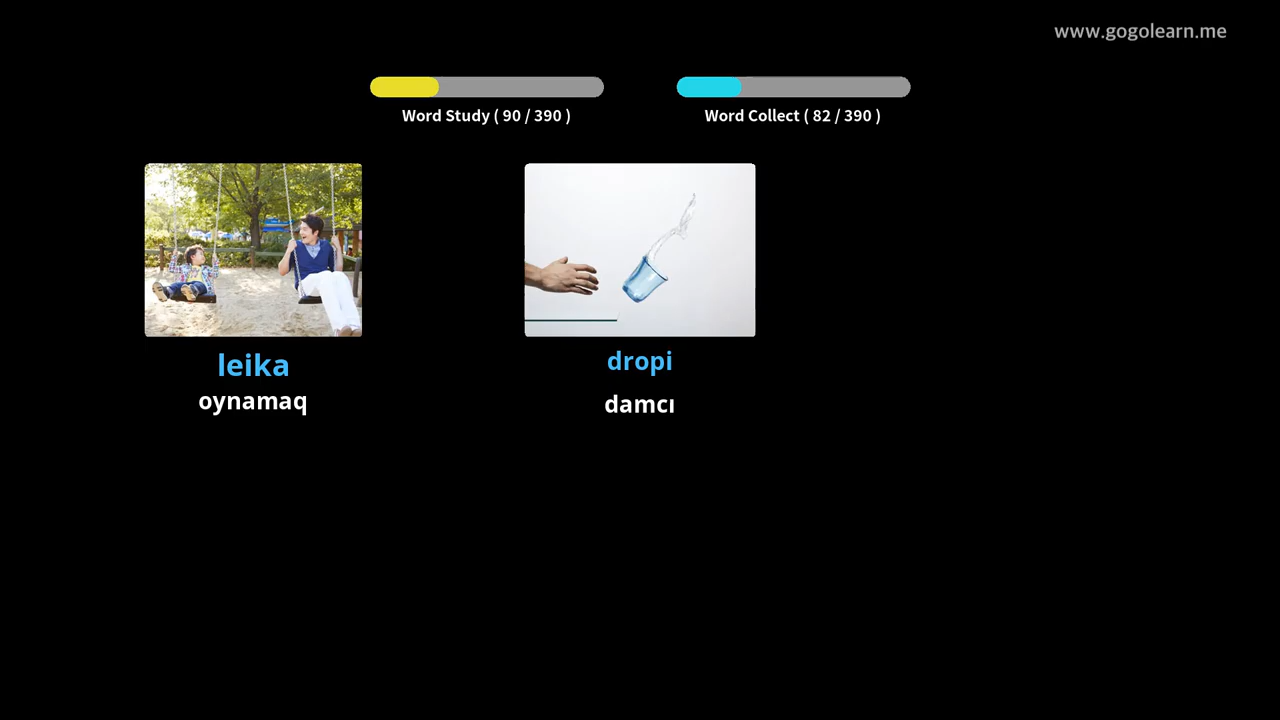 www.gogolearn.me
Word Study ( 90 / 390 )
Word Collect ( 82 / 390 )
leika
oynamaq
dropi
damcı